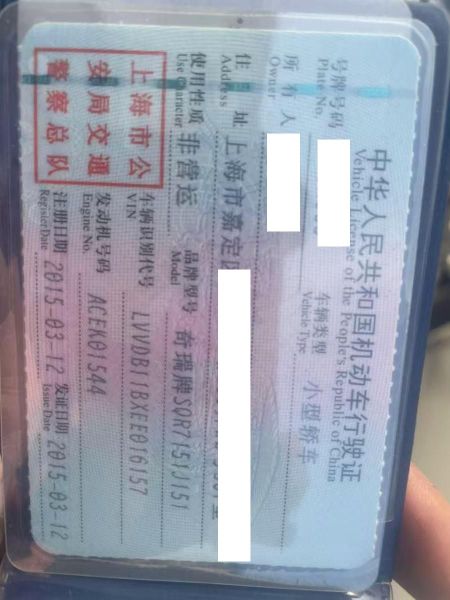 中华人民共和国机动车行驶证
Vehicle License of the People's Republic of China
号牌号码
Plate No.
车辆类型 小型轿车
Vehicle Type
所有人
Owner
住址 上海市嘉定
Address
使用性质 非营运
Use Character
品牌型号 奇瑞牌SQR7151J151
Model
上海市公
安局交通
警察总队
车辆识别代号 LVVDB11BXEE016157
VIN
发动机号码 ACEK01544
Engine No.
注册日期 2015-03-12 发证日期 2015-03-12
Register Date Issue Date